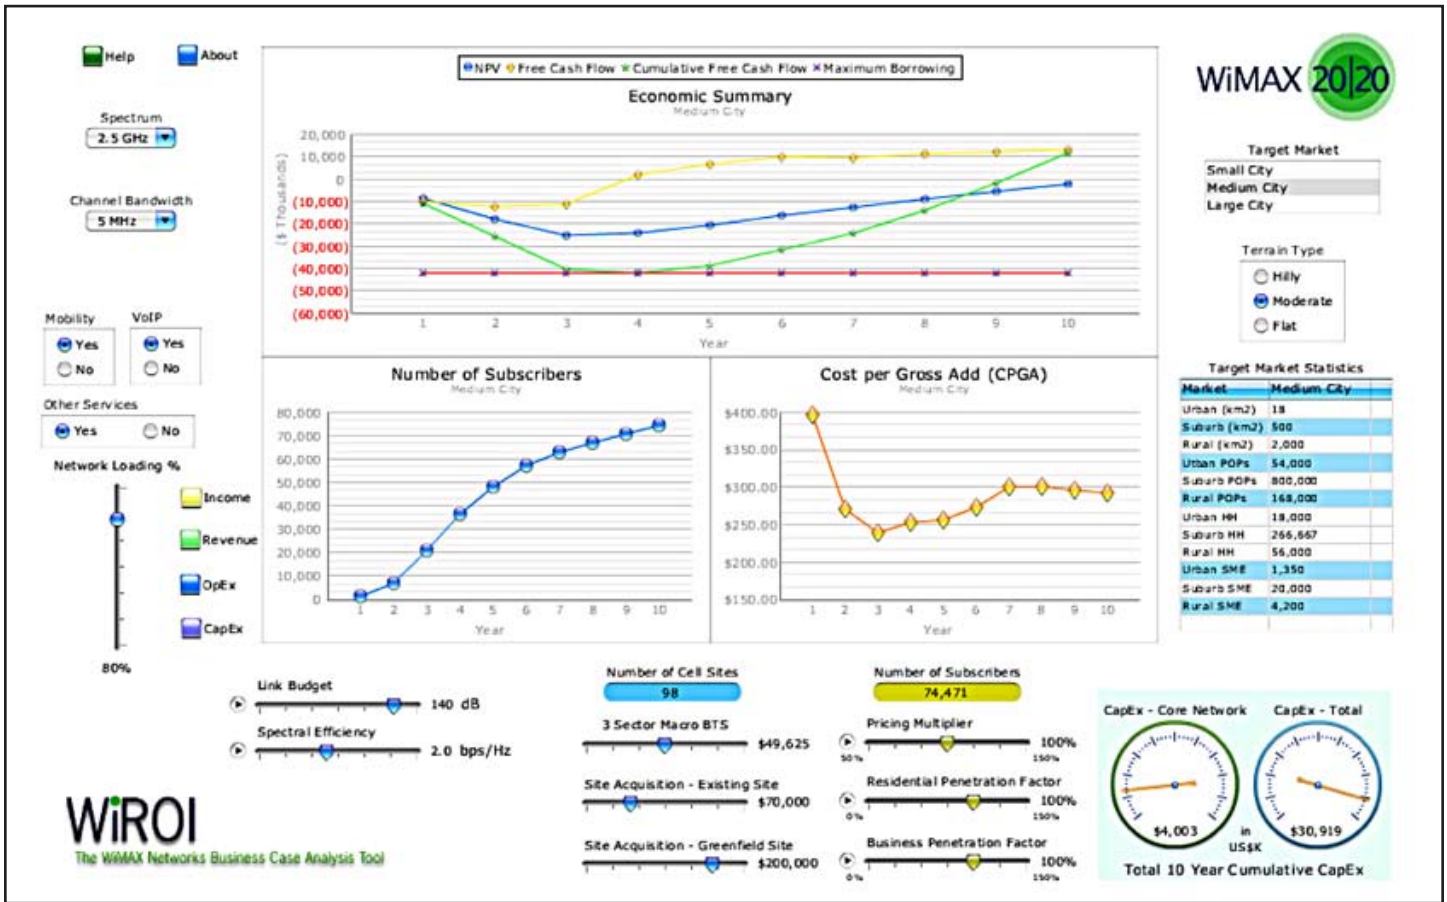 Help
About
Spectrum
2.5 GHz
Channel Bandwidth
5 MHz
Mobility
VoIP
Yes
Yes
No
No
Other Services
Yes
No
Network Loading %
80%
Income
Revenue
OpEx
CapEx
NPV Free Cash Flow Cumulative Free Cash Flow Maximum Borrowing
Economic Summary
Medium City
($ Thousands)
20,000
10,000
0
(10,000)
(20,000)
(30,000)
(40,000)
(50,000)
(60,000)
1 2 3 4 5 6 7 8 9 10
Year
Number of Subscribers
Medium City
80,000
70,000
60,000
50,000
40,000
30,000
20,000
10,000
0
1 2 3 4 5 6 7 8 9 10
Year
Cost per Gross Add (CPGA)
Medium City
$400.00
$350.00
$300.00
$250.00
$200.00
$150.00
1 2 3 4 5 6 7 8 9 10
Year
WiMAX 20|20
Target Market
Small City
Medium City
Large City
Terrain Type
Hilly
Moderate
Flat
Target Market Statistics
Market Medium City
Urban (km2) 18
Suburb (km2) 500
Rural (km2) 2,000
Utban POPs 54,000
Suburb POPs 800,000
Rural POPs 168,000
Urban HH 18,000
Suburb HH 266,667
Rural HH 56,000
Urban SME 1,350
Suburb SME 20,000
Rural SME 4,200
Link Budget
140 dB
Spectral Efficiency
2.0 bps/Hz
WiROI
The WiMAX Networks Business Case Analysis Tool
Number of Cell Sites
98
3 Sector Macro BTS
$49,625
Site Acquisition - Existing Site
$70,000
Site Acquisition - Greenfield Site
$200,000
Number of Subscribers
74,471
Pricing Multiplier
100%
50% 150%
Residential Penetration Factor
100%
0% 150%
Business Penetration Factor
100%
0% 150%
CapEx - Core Network
CapEx - Total
$4,003
in US$K
$30,919
Total 10 Year Cumulative CapEx